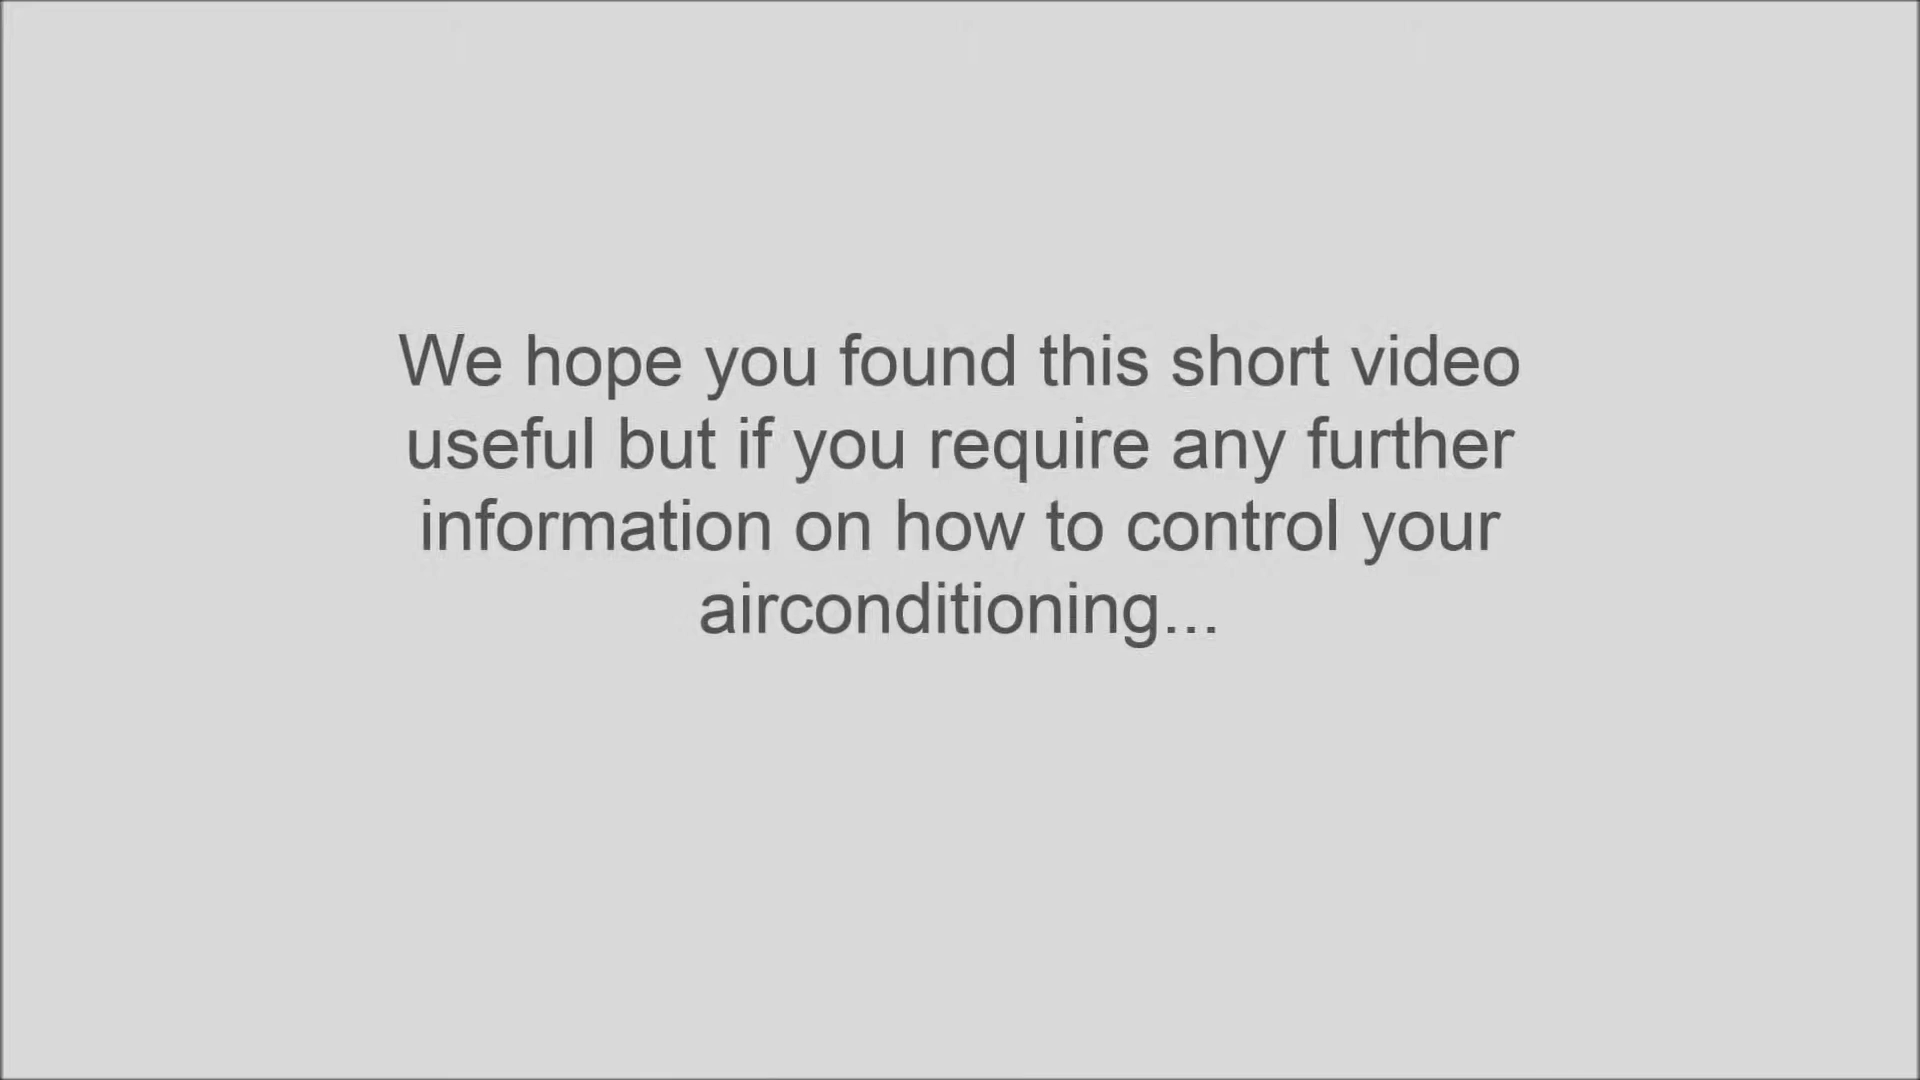 We hope you found this short video
useful but if you require any further
information on how to control your
airconditioning...